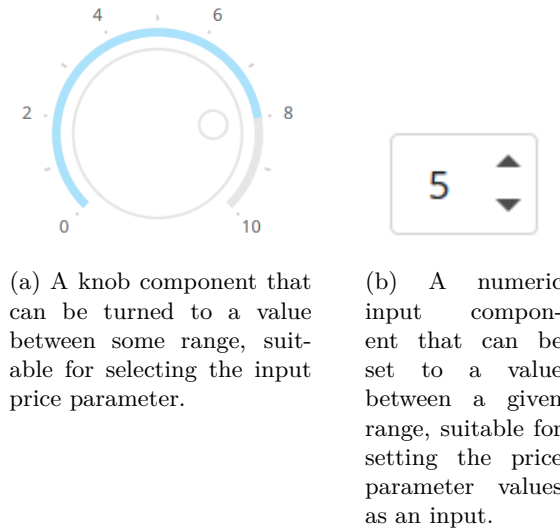 4
6
2
8
0
10
5
(a) A knob component that
can be turned to a value
between some range, suit-
able for selecting the input
price parameter.
(b) A numeric
input compon-
ent that can be
set to a value
between a given
range, suitable for
setting the price
parameter values
as an input.